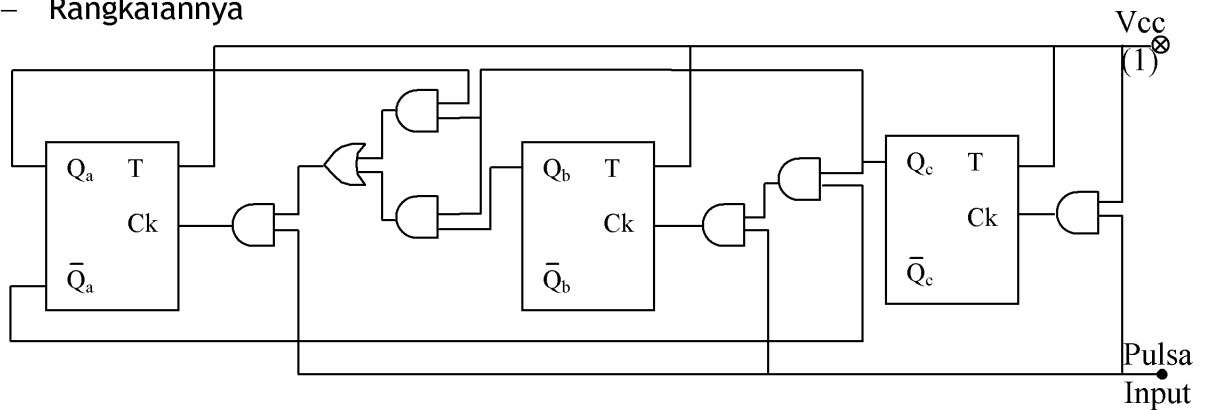 – Rangkaiannya
Vcc
(1)
Qa T
Ck
Q̅a
Qb T
Ck
Q̅b
Qc T
Ck
Q̅c
Pulsa
Input